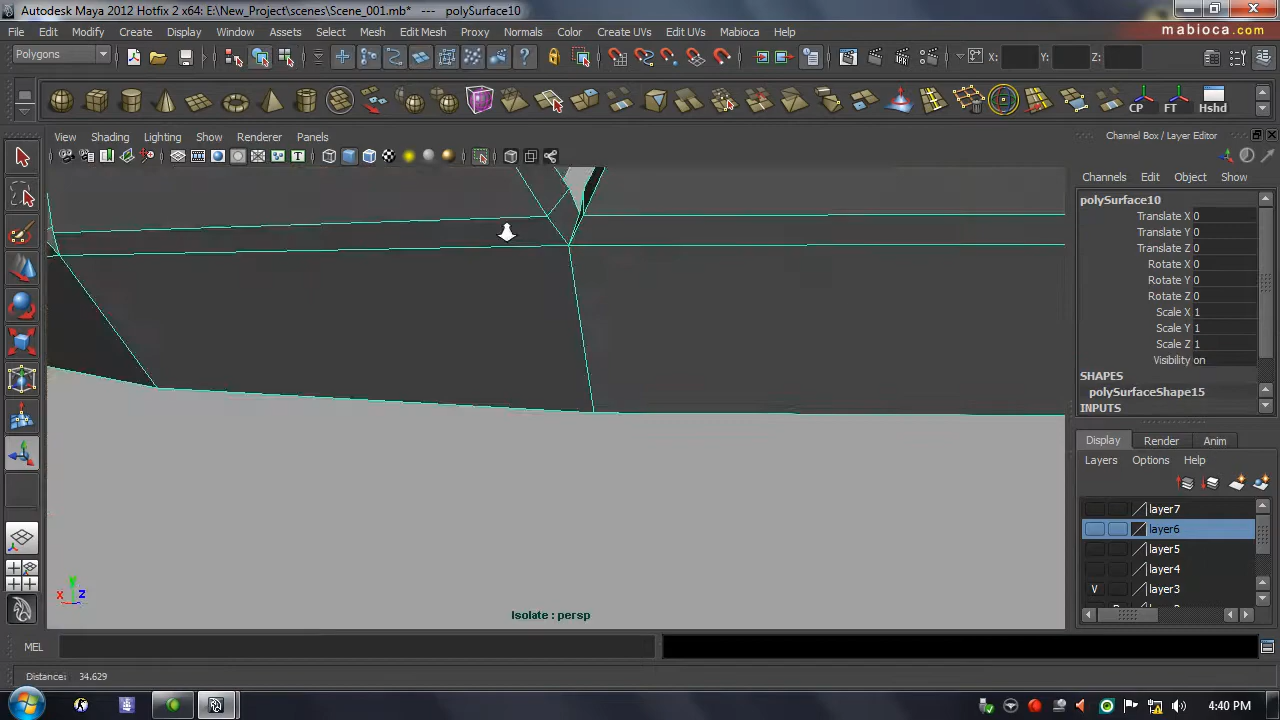 Autodesk Maya 2012 Hotfix 2 x64: E:\New_Project\scenes\Scene_001.mb* --- polySurface10
File Edit Modify Create Display Window Assets Select Mesh Edit Mesh Proxy Normals Color Create UVs Edit UVs Mabioca Help
mabioca.com
Polygons
X: Y: Z:
CP FT Hshd
View Shading Lighting Show Renderer Panels
Channel Box / Layer Editor
Channels Edit Object Show
polySurface10
Translate X 0
Translate Y 0
Translate Z 0
Rotate X 0
Rotate Y 0
Rotate Z 0
Scale X 1
Scale Y 1
Scale Z 1
Visibility on
SHAPES
polySurfaceShape15
INPUTS
Display Render Anim
Layers Options Help
layer7
layer6
layer5
layer4
V layer3
y
x z
Isolate : persp
MEL
Distance: 34.629
4:40 PM